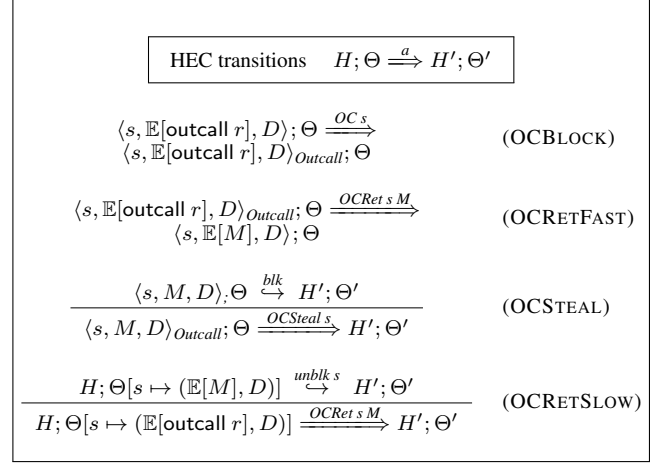 HEC transitions H; Θ =a⇒ H′; Θ′
⟨s, 𝔼[outcall r], D⟩; Θ =OC s⇒
⟨s, 𝔼[outcall r], D⟩Outcall; Θ
(OCBLOCK)
⟨s, 𝔼[outcall r], D⟩Outcall; Θ =OCRet s M⇒
⟨s, 𝔼[M], D⟩; Θ
(OCRETFAST)
⟨s, M, D⟩; Θ ↪blk H′; Θ′
⟨s, M, D⟩Outcall; Θ =OCSteal s⇒ H′; Θ′
(OCSTEAL)
H; Θ[s ↦ (𝔼[M], D)] ↪unblk s H′; Θ′
H; Θ[s ↦ (𝔼[outcall r], D)] =OCRet s M⇒ H′; Θ′
(OCRETSLOW)